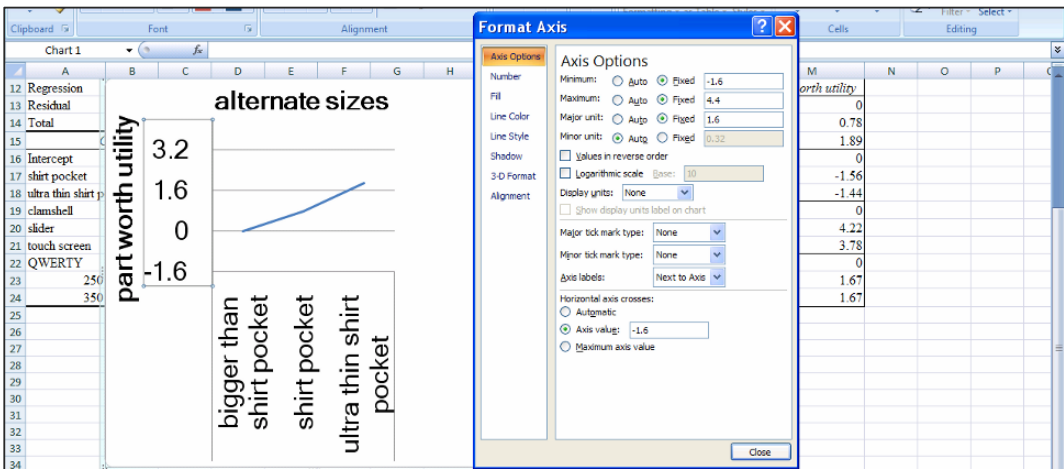 Formatting as Table Styles
Filter Select
Clipboard Font Alignment Cells Editing
Chart 1 fx
A B C D E F G H M N O P
12 Regression
13 Residual
14 Total
15
16 Intercept
17 shirt pocket
18 ultra thin shirt p
19 clamshell
20 slider
21 touch screen
22 QWERTY
23 250
24 350
25
26
27
28
29
30
31
32
33
34
alternate sizes
part worth utility
3.2
1.6
0
-1.6
bigger than
shirt pocket
shirt pocket
ultra thin shirt
pocket
Format Axis
Axis Options
Number
Fill
Line Color
Line Style
Shadow
3-D Format
Alignment
Axis Options
Minimum: Auto Fixed -1.6
Maximum: Auto Fixed 4.4
Major unit: Auto Fixed 1.6
Minor unit: Auto Fixed 0.32
Values in reverse order
Logarithmic scale Base: 10
Display units: None
Show display units label on chart
Major tick mark type: None
Minor tick mark type: None
Axis labels: Next to Axis
Horizontal axis crosses:
Automatic
Axis value: -1.6
Maximum axis value
Close
orth utility
0
0.78
1.89
0
-1.56
-1.44
0
4.22
3.78
0
1.67
1.67